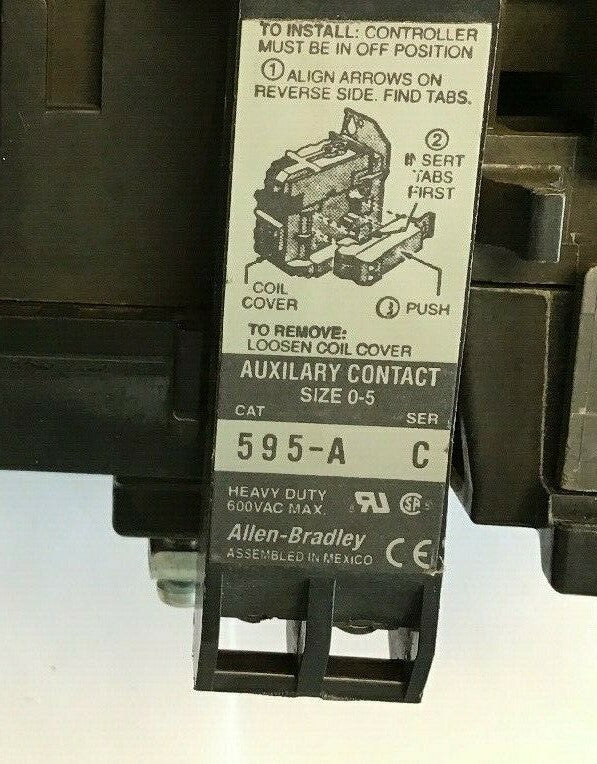 TO INSTALL: CONTROLLER
MUST BE IN OFF POSITION
1 ALIGN ARROWS ON
REVERSE SIDE. FIND TABS.
2
INSERT
TABS
FIRST
COIL
COVER
3 PUSH
TO REMOVE:
LOOSEN COIL COVER
AUXILARY CONTACT
SIZE 0-5
CAT SER
595-A C
HEAVY DUTY
600VAC MAX.
Allen-Bradley
ASSEMBLED IN MEXICO
CE